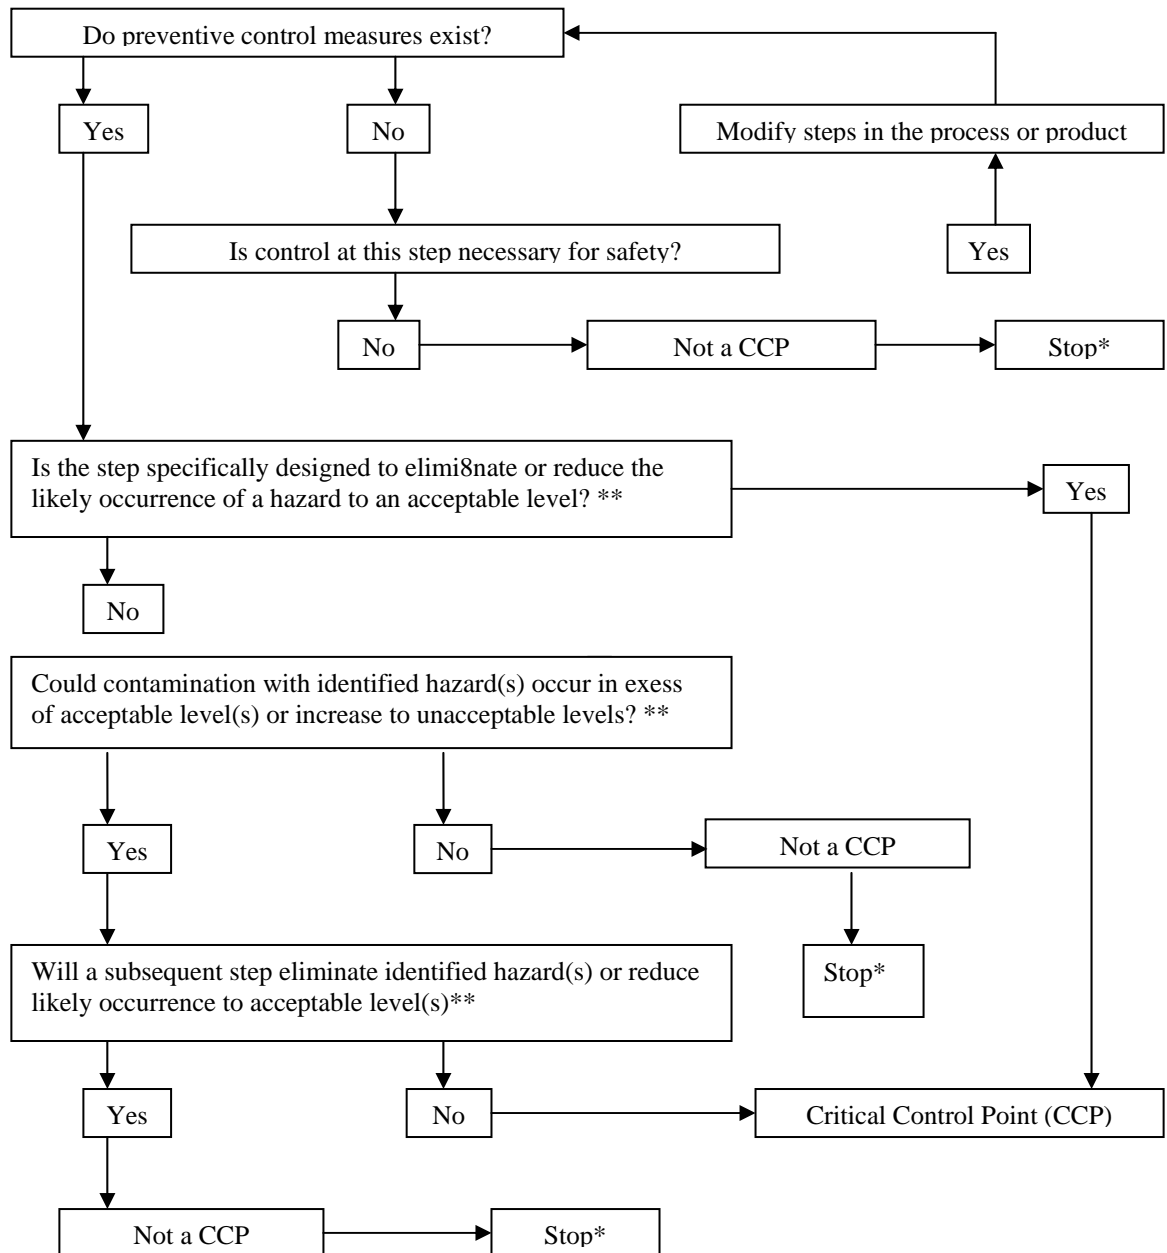 Do preventive control measures exist?
Yes
No
Modify steps in the process or product
Is control at this step necessary for safety?
Yes
No
Not a CCP
Stop*
Is the step specifically designed to elimi8nate or reduce the
likely occurrence of a hazard to an acceptable level? **
Yes
No
Could contamination with identified hazard(s) occur in exess
of acceptable level(s) or increase to unacceptable levels? **
Yes
No
Not a CCP
Stop*
Will a subsequent step eliminate identified hazard(s) or reduce
likely occurrence to acceptable level(s)**
Yes
No
Critical Control Point (CCP)
Not a CCP
Stop*